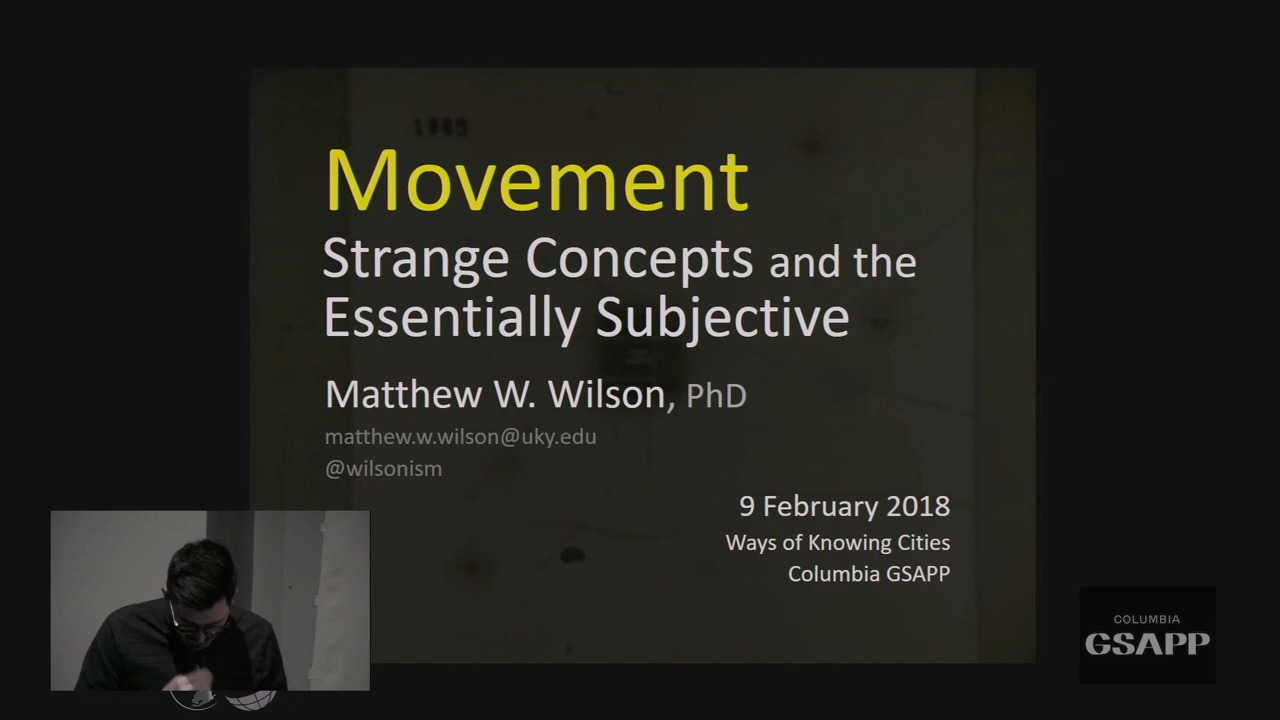 1995
Movement
Strange Concepts and the
Essentially Subjective
Matthew W. Wilson, PhD
matthew.w.wilson@uky.edu
@wilsonism
9 February 2018
Ways of Knowing Cities
Columbia GSAPP
COLUMBIA
GSAPP